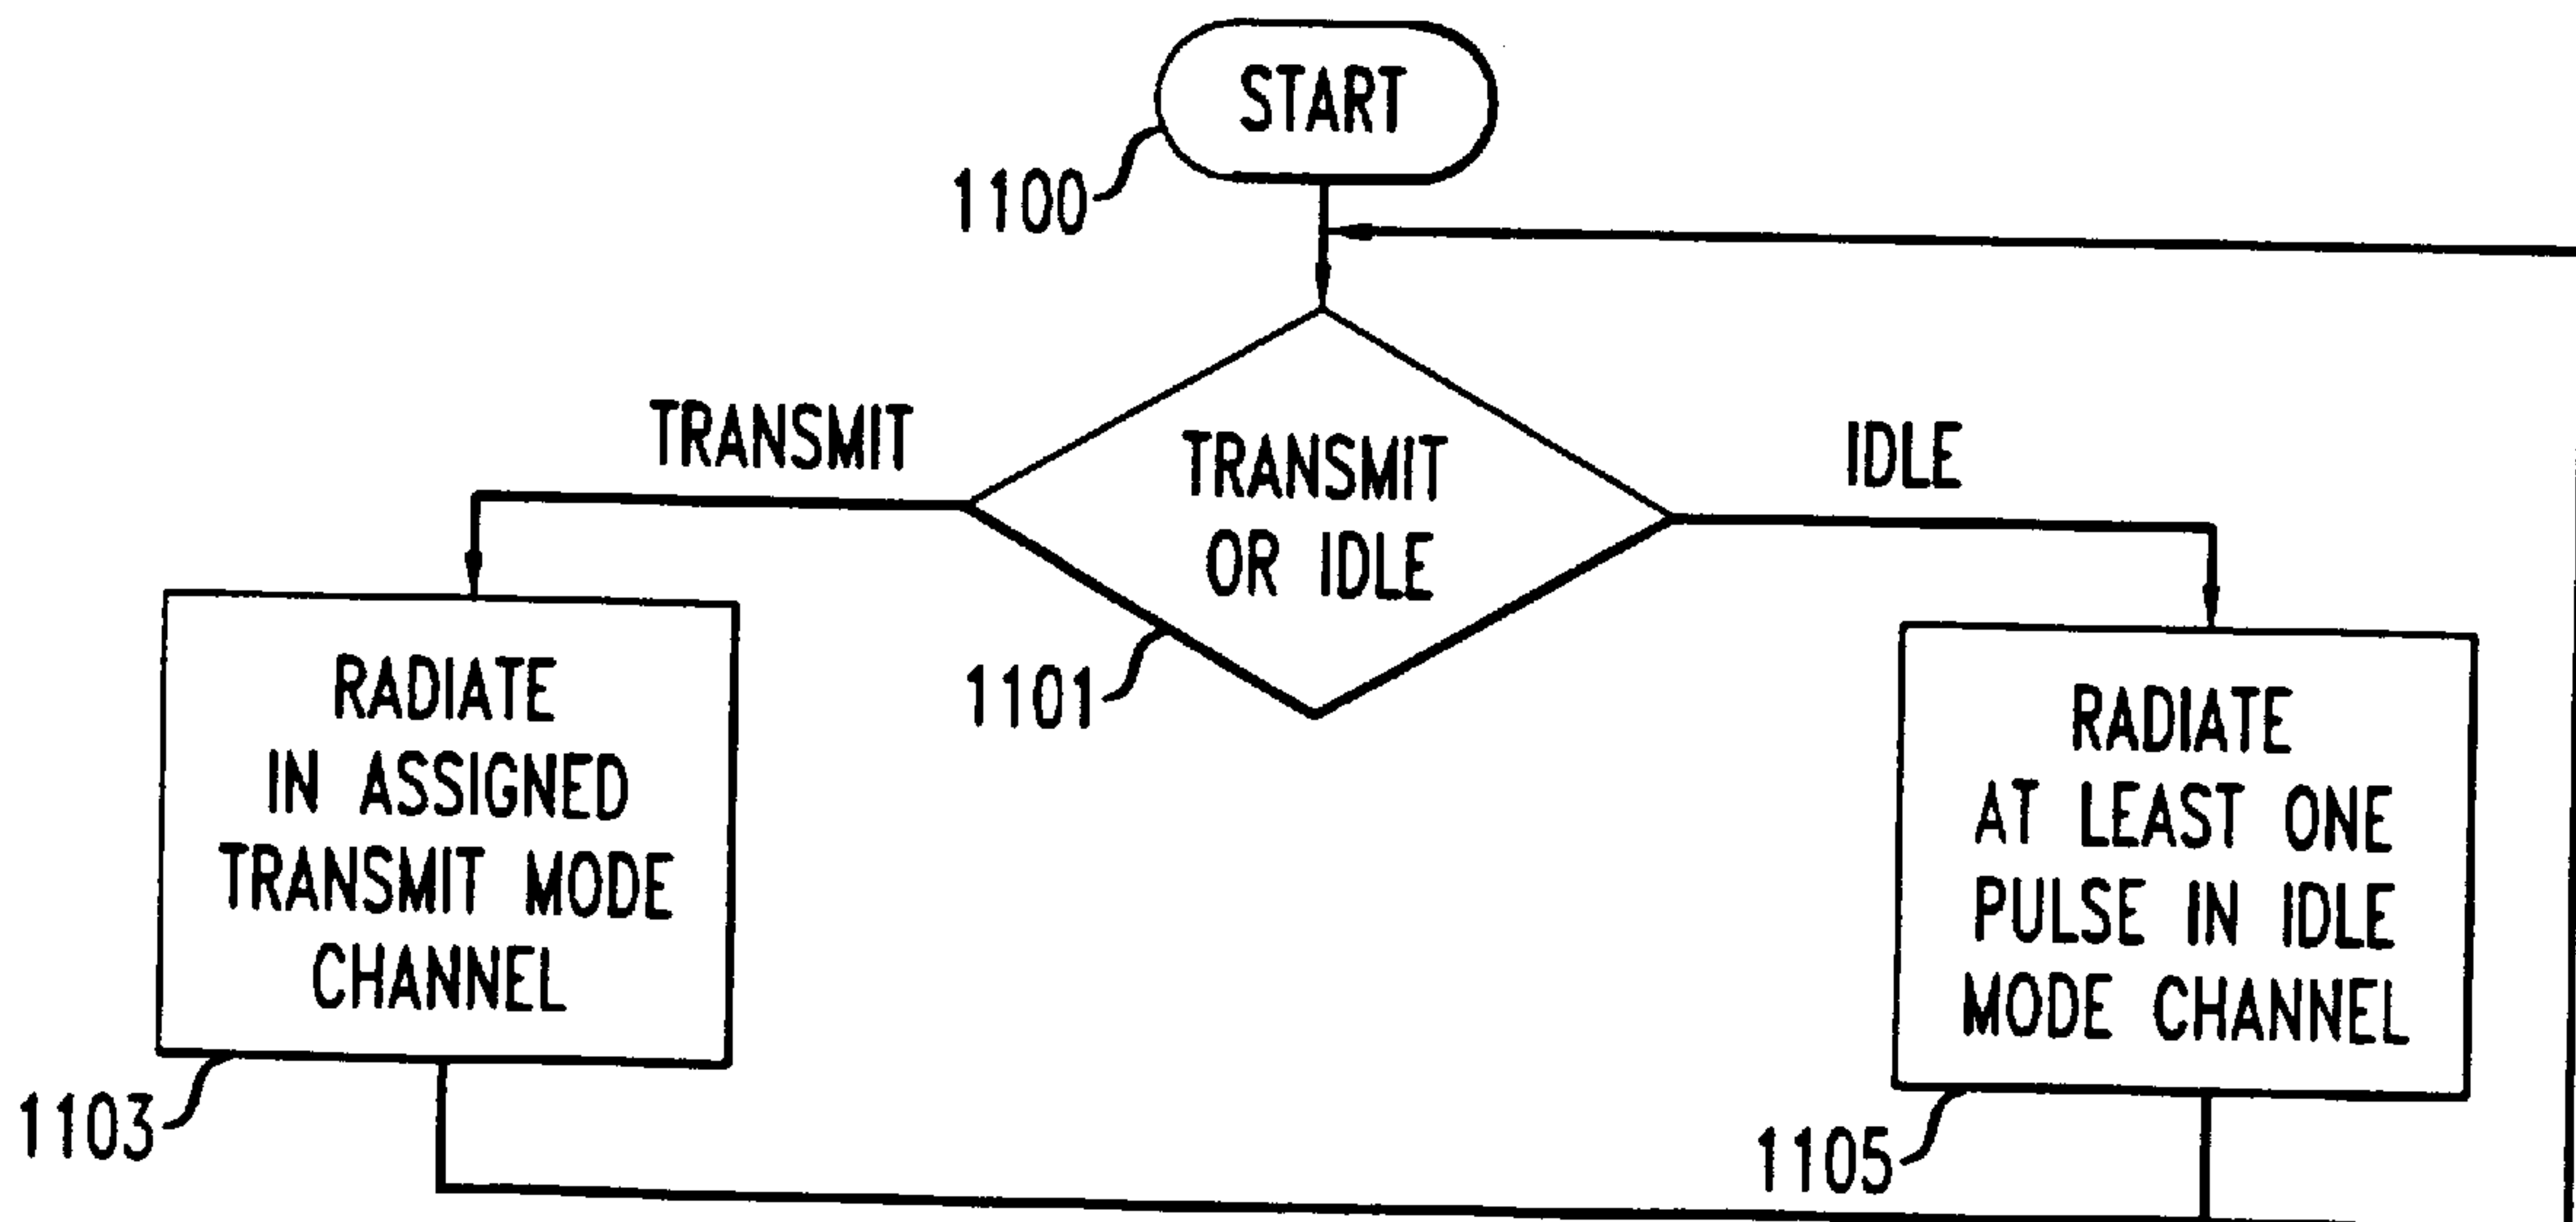 START
1100
TRANSMIT
TRANSMIT
OR IDLE
IDLE
1101
RADIATE
IN ASSIGNED
TRANSMIT MODE
CHANNEL
1103
RADIATE
AT LEAST ONE
PULSE IN IDLE
MODE CHANNEL
1105